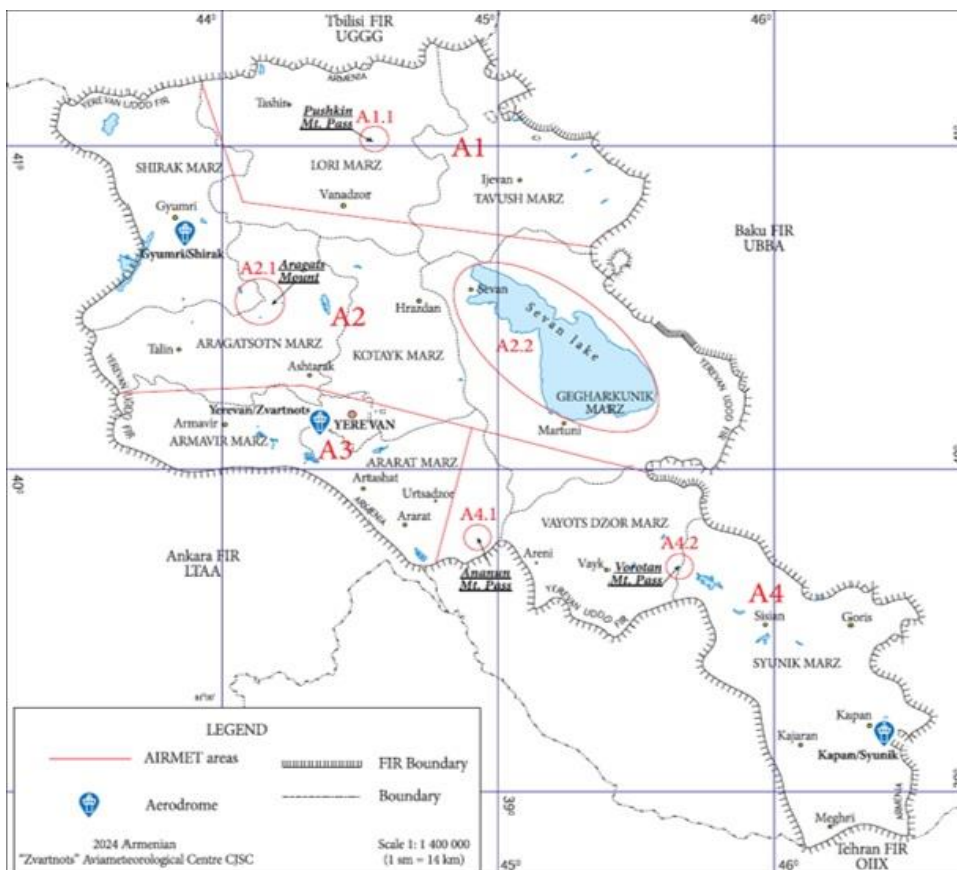 44°
45°
46°
Tbilisi FIR
UGGG
ARMENIA
YEREVAN UDDD FIR
Tashir
Pushkin
Mt. Pass
A1.1
A1
41°
SHIRAK MARZ
LORI MARZ
Ijevan
TAVUSH MARZ
Vanadzor
Gyumri
Gyumri/Shirak
Baku FIR
UBBA
A2.1
Aragats
Mount
Sevan
Hrazdan
A2
Sevan lake
A2.2
Talin
ARAGATSOTN MARZ
KOTAYK MARZ
Ashtarak
GEGHARKUNIK
MARZ
YEREVAN UDDD FIR
YEREVAN UDDD FIR
Yerevan/Zvartnots
YEREVAN
Armavir
ARMAVIR MARZ
Martuni
A3
ARARAT MARZ
40°
Artashat
Urtsadzor
Ararat
ARMENIA
A4.1
Ananun
Mt. Pass
VAYOTS DZOR MARZ
A4.2
Areni
Vayk
Vorotan
Mt. Pass
YEREVAN UDDD FIR
Ankara FIR
LTAA
A4
Sisian
Goris
SYUNIK MARZ
Kapan
Kajaran
Kapan/Syunik
ARMENIA
Meghri
39°
45°
46°
Tehran FIR
OIIX
LEGEND
AIRMET areas
FIR Boundary
Aerodrome
Boundary
2024 Armenian
"Zvartnots" Aviameteorological Centre CJSC
Scale 1: 1 400 000
(1 sm = 14 km)